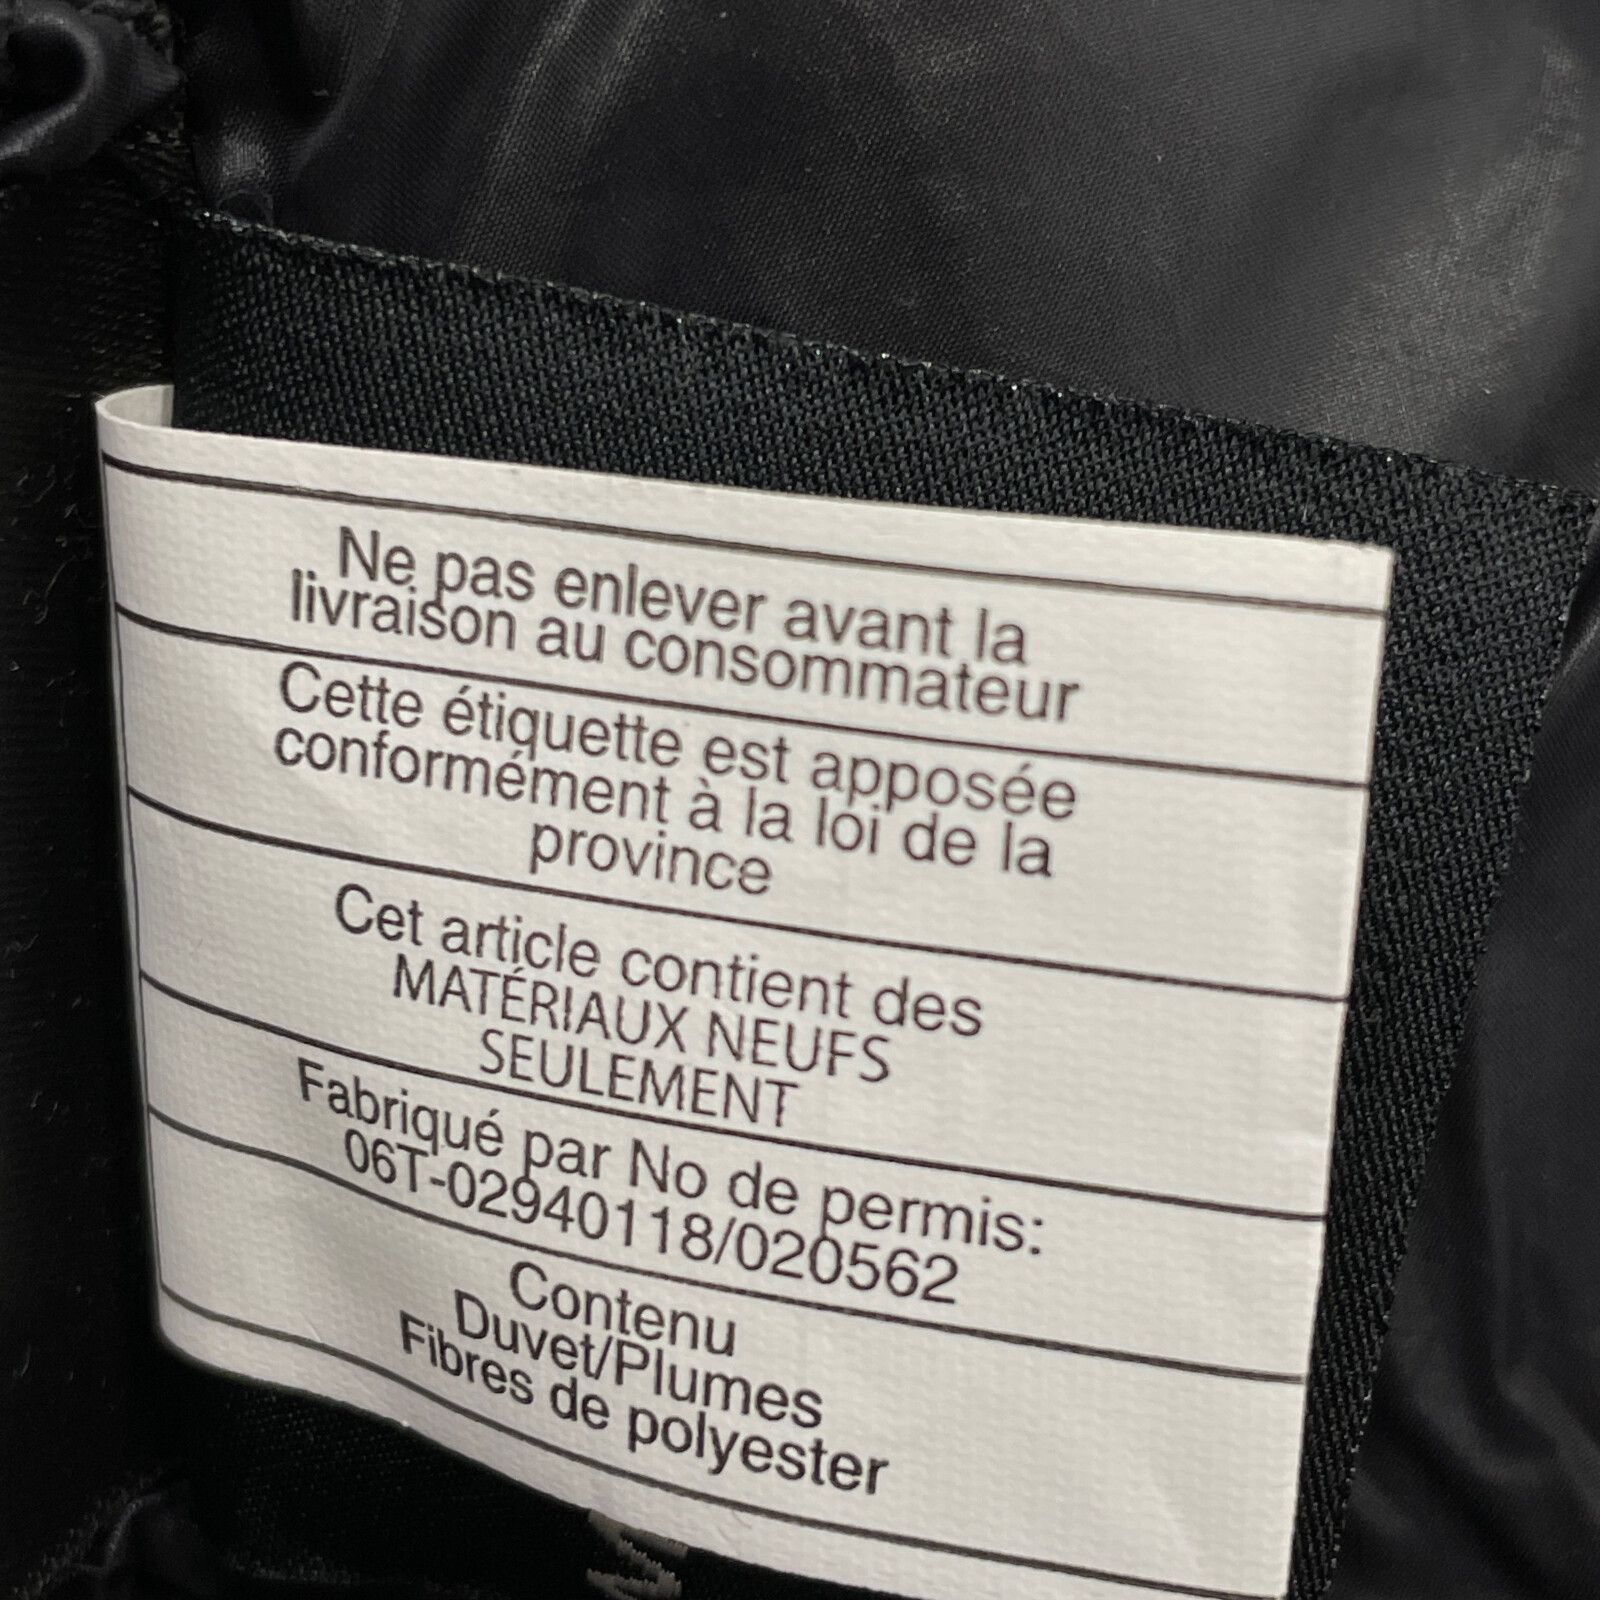 Ne pas enlever avant la
livraison au consommateur
Cette étiquette est apposée
conformément à la loi de la
province
Cet article contient des
MATÉRIAUX NEUFS
SEULEMENT
Fabriqué par No de permis:
06T-02940118/020562
Contenu
Duvet/Plumes
Fibres de polyester